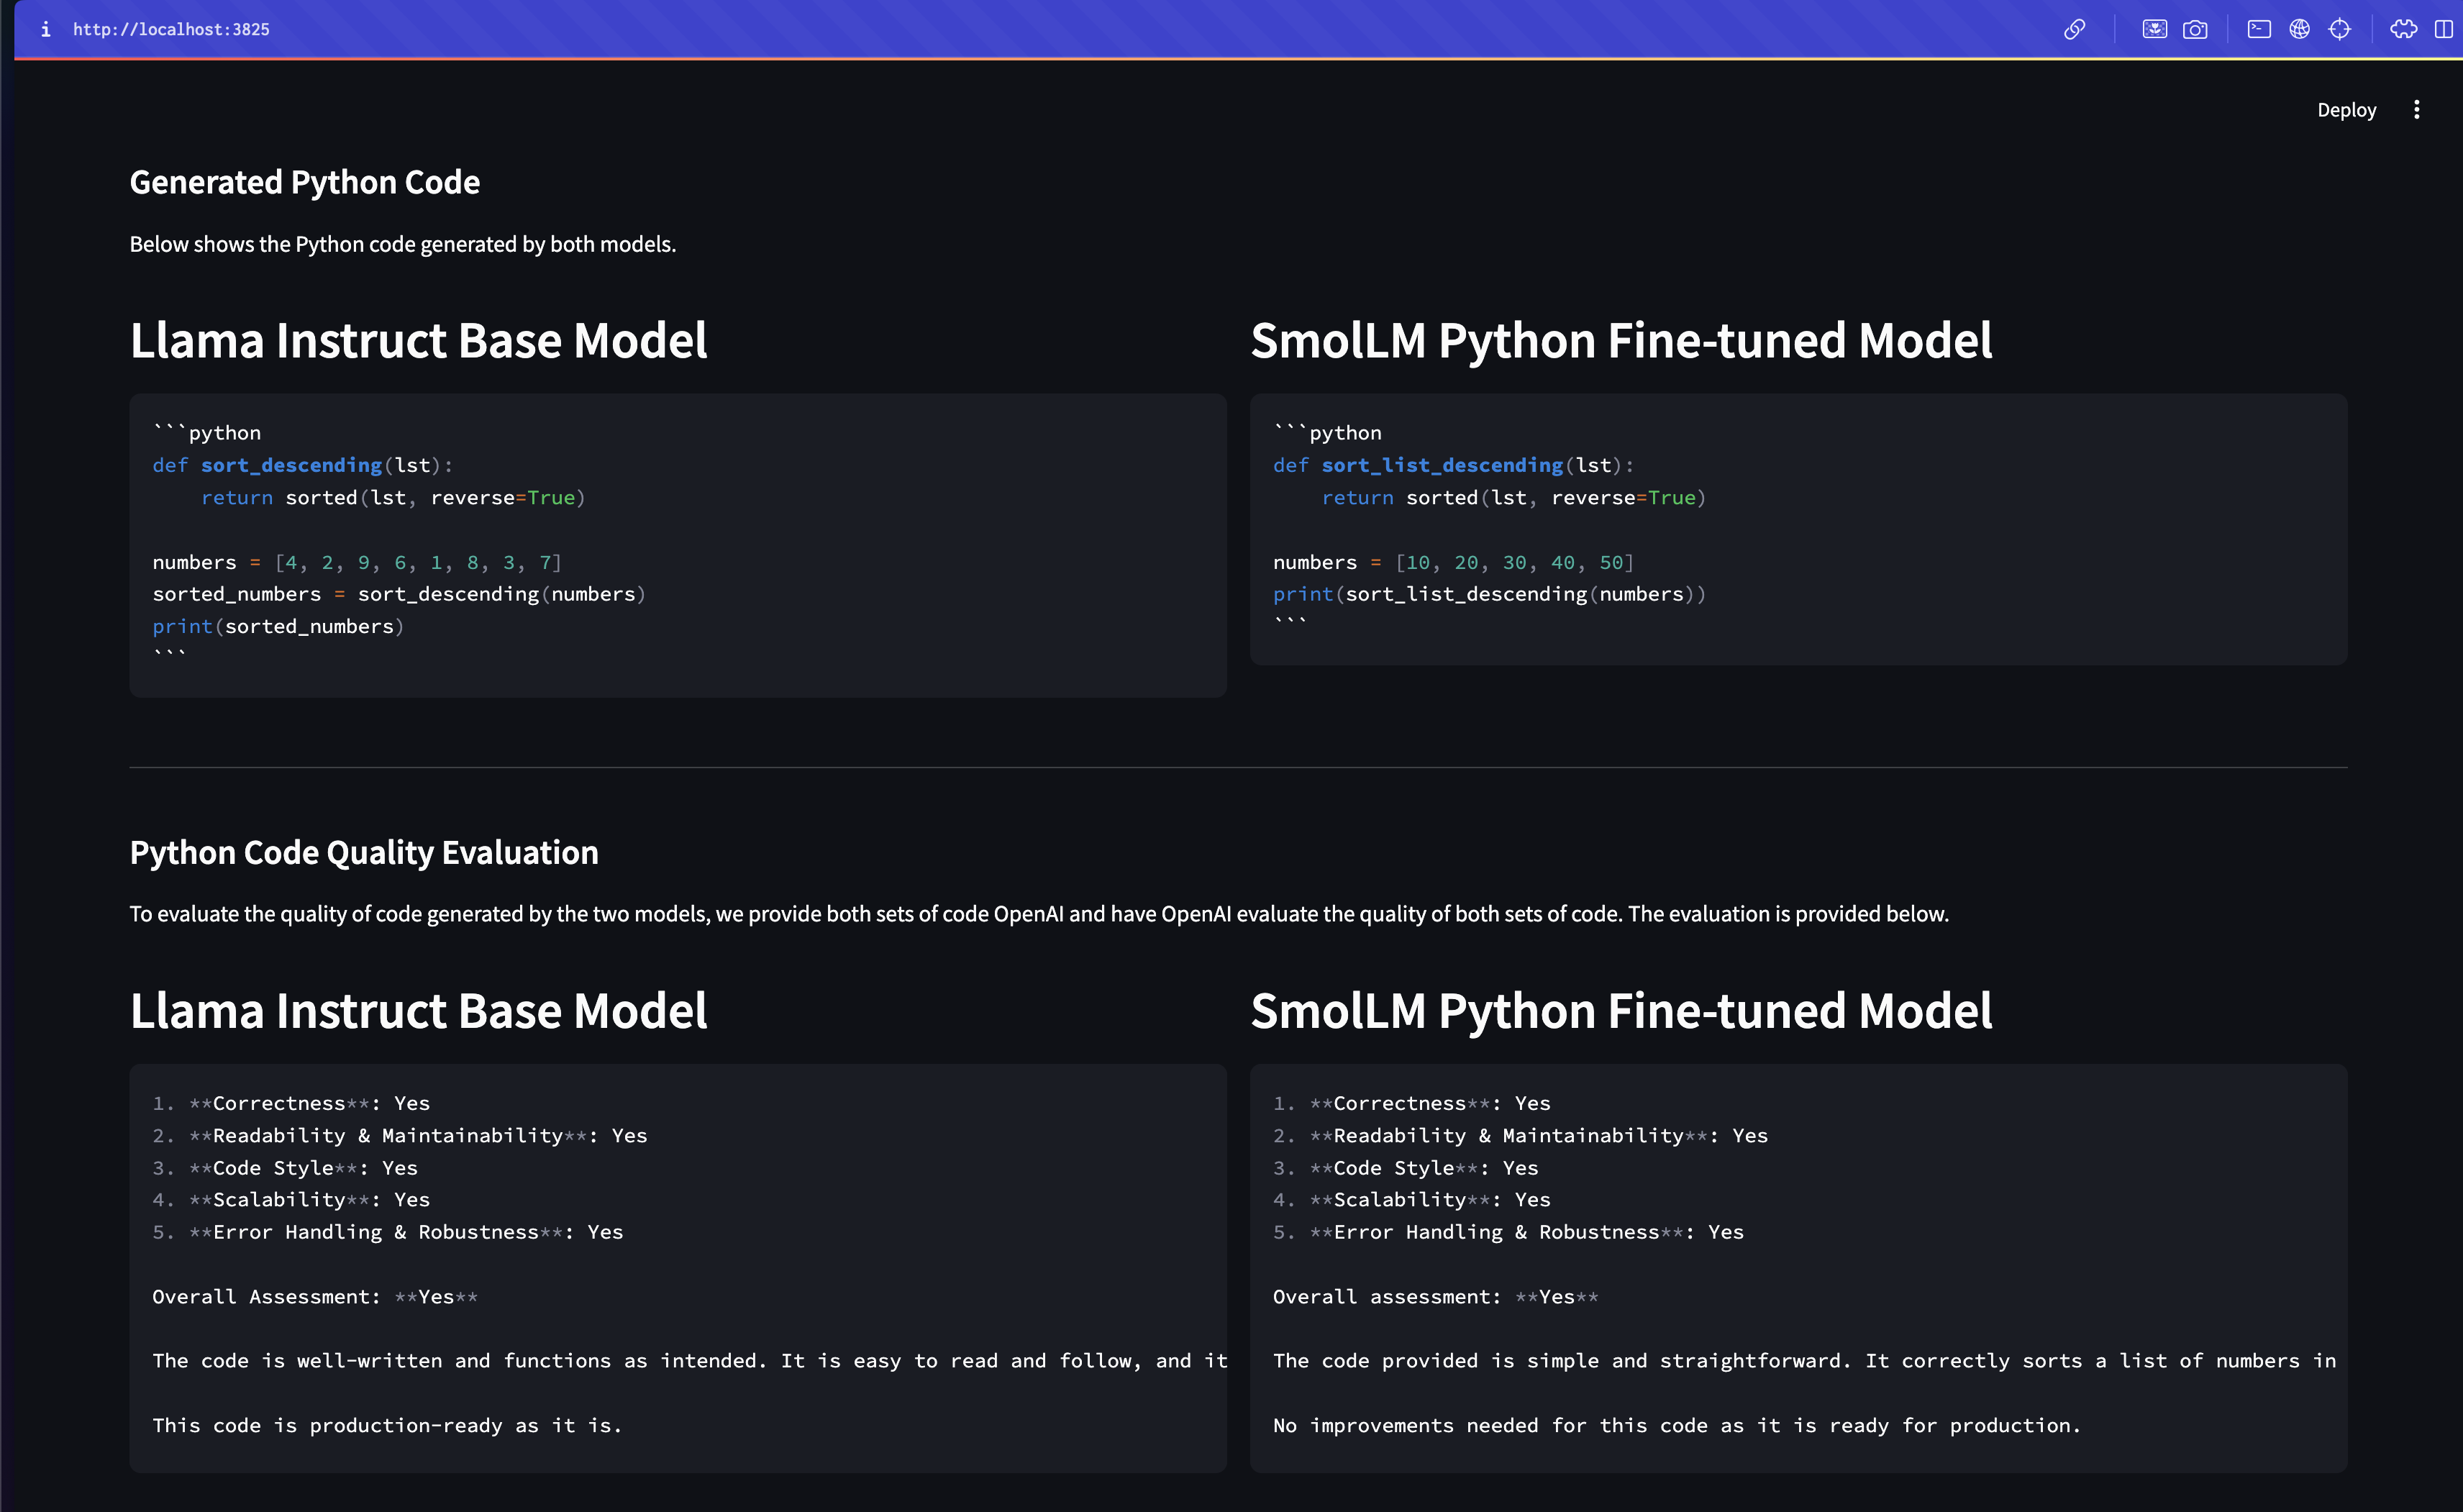 i http://localhost:3825
Deploy
Generated Python Code
Below shows the Python code generated by both models.
Llama Instruct Base Model
```python
def sort_descending(lst):
    return sorted(lst, reverse=True)

numbers = [4, 2, 9, 6, 1, 8, 3, 7]
sorted_numbers = sort_descending(numbers)
print(sorted_numbers)
```
SmolLM Python Fine-tuned Model
```python
def sort_list_descending(lst):
    return sorted(lst, reverse=True)

numbers = [10, 20, 30, 40, 50]
print(sort_list_descending(numbers))
```
Python Code Quality Evaluation
To evaluate the quality of code generated by the two models, we provide both sets of code OpenAI and have OpenAI evaluate the quality of both sets of code. The evaluation is provided below.
Llama Instruct Base Model
1. **Correctness**: Yes
2. **Readability & Maintainability**: Yes
3. **Code Style**: Yes
4. **Scalability**: Yes
5. **Error Handling & Robustness**: Yes

Overall Assessment: **Yes**

The code is well-written and functions as intended. It is easy to read and follow, and it

This code is production-ready as it is.
SmolLM Python Fine-tuned Model
1. **Correctness**: Yes
2. **Readability & Maintainability**: Yes
3. **Code Style**: Yes
4. **Scalability**: Yes
5. **Error Handling & Robustness**: Yes

Overall assessment: **Yes**

The code provided is simple and straightforward. It correctly sorts a list of numbers in

No improvements needed for this code as it is ready for production.